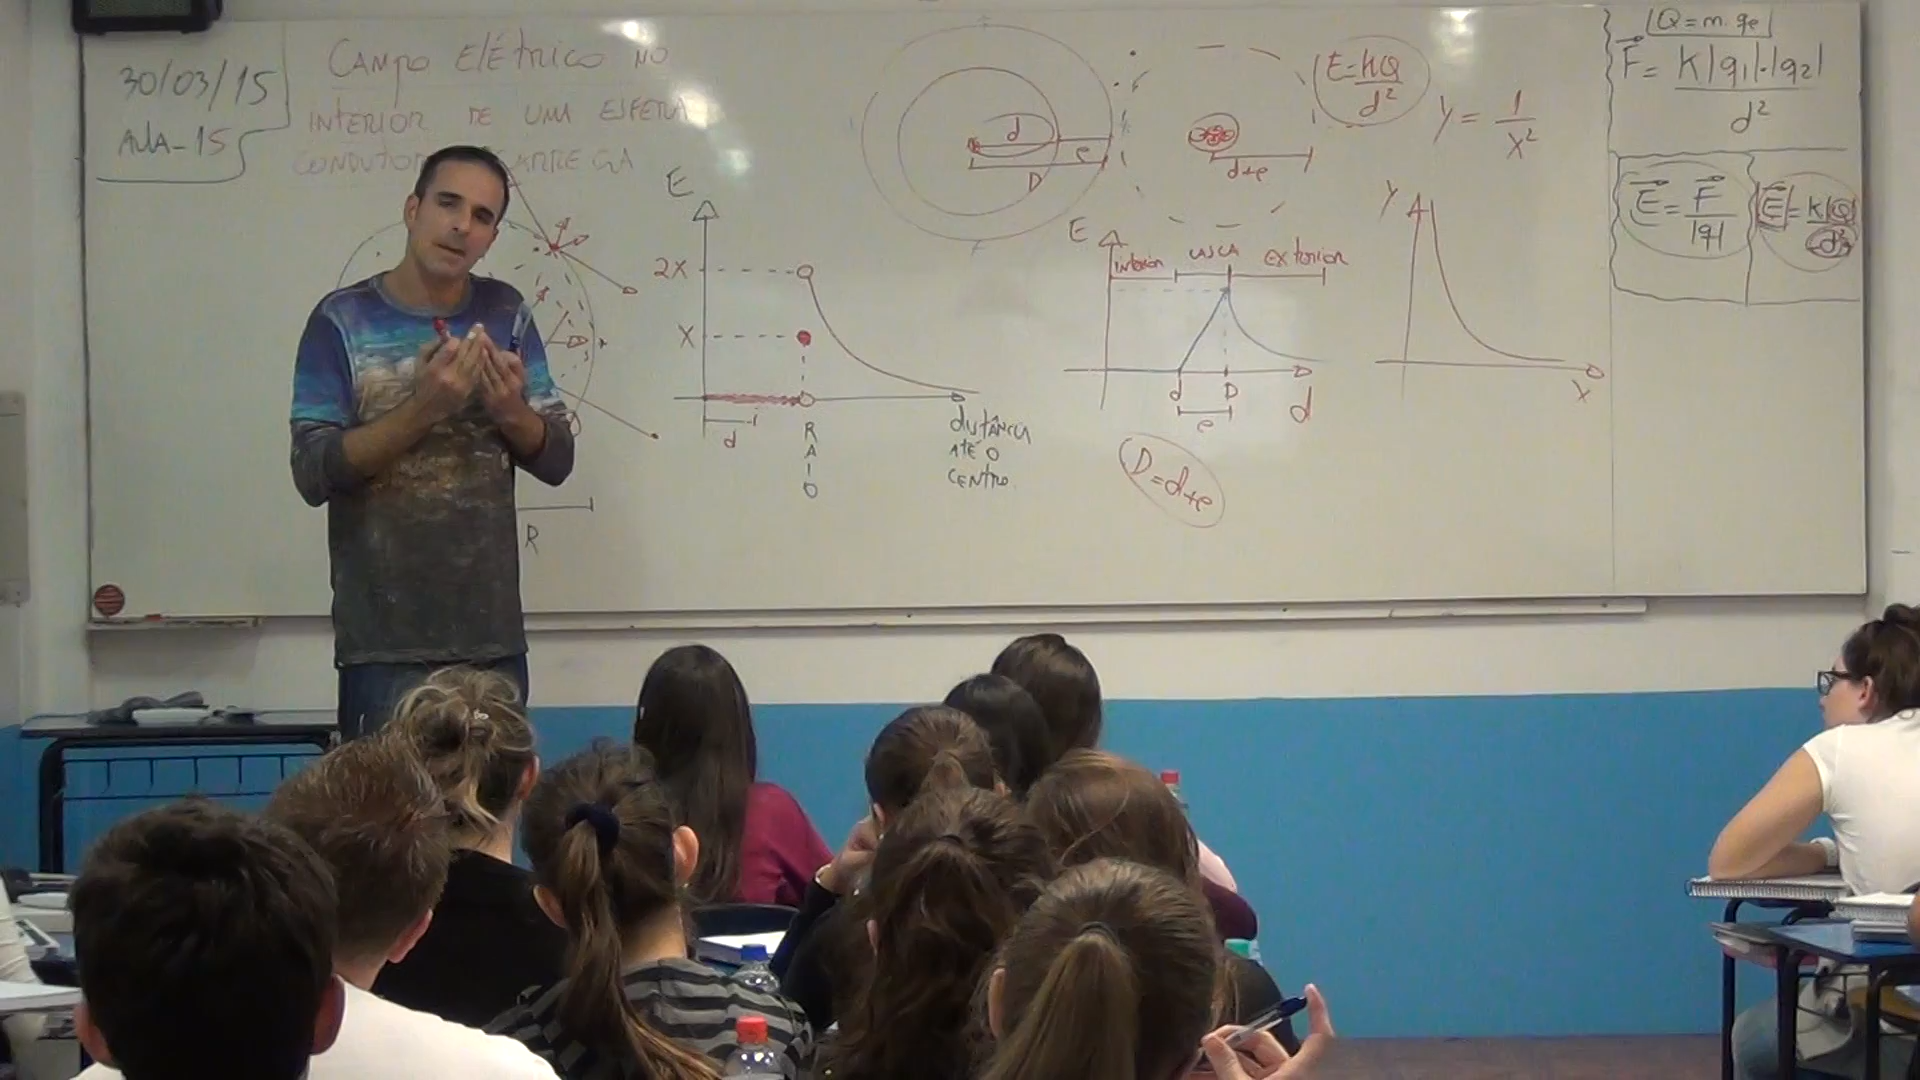 30/03/15
AULA-15
CAMPO ELÉTRICO NO
INTERIOR DE UMA ESFERA
E
2X
X
d
RAIO
distância
ATÉ O
CENTRO
R
d
e
D
d+e
E=KQ/d²
Y = 1/X²
E
interior CASCA exterior
d D
e
d
D=d+e
Y
X
Q=m.qe
F = K|q1|.|q2|/d²
E = F/|q|
|E|=K|Q|/d²